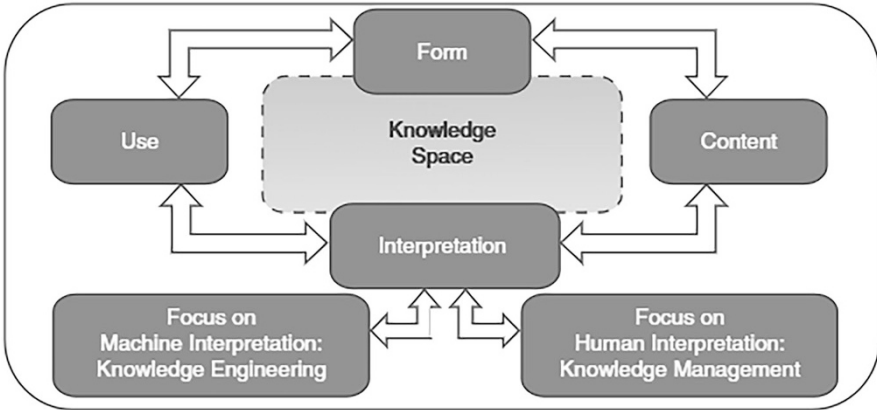 Form
Knowledge
Space
Use
Content
Interpretation
Focus on
Machine Interpretation:
Knowledge Engineering
Focus on
Human Interpretation:
Knowledge Management